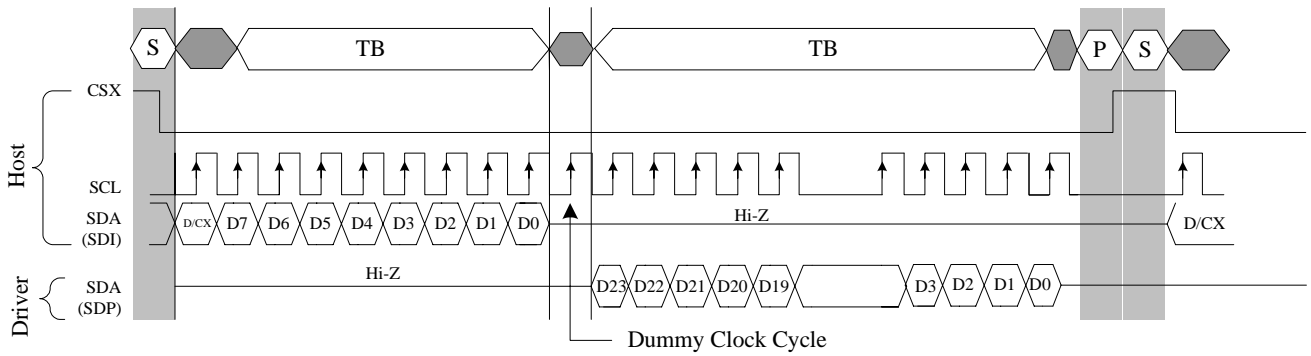 S TB TB P S
CSX
Host
SCL
SDA
(SDI)
D/CX D7 D6 D5 D4 D3 D2 D1 D0 Hi-Z D/CX
Driver
SDA
(SDP)
Hi-Z D23 D22 D21 D20 D19 D3 D2 D1 D0
Dummy Clock Cycle